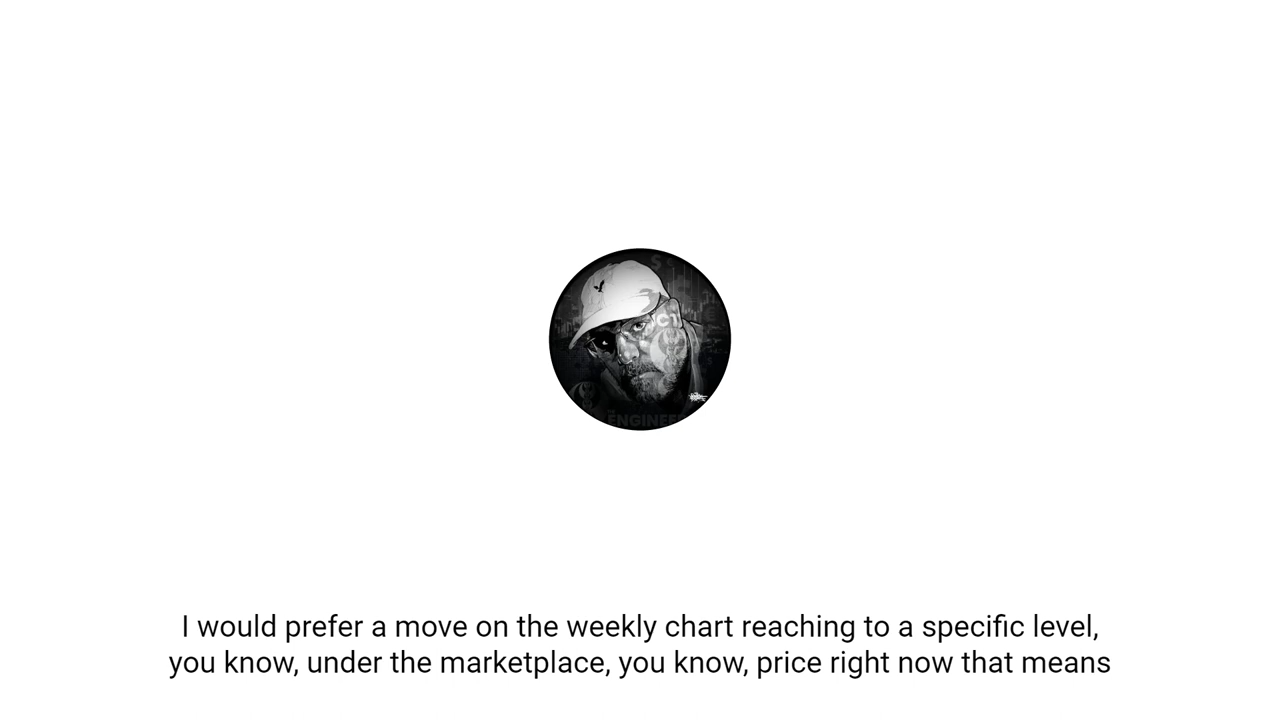 ENGINEER
I would prefer a move on the weekly chart reaching to a specific level,
you know, under the marketplace, you know, price right now that means